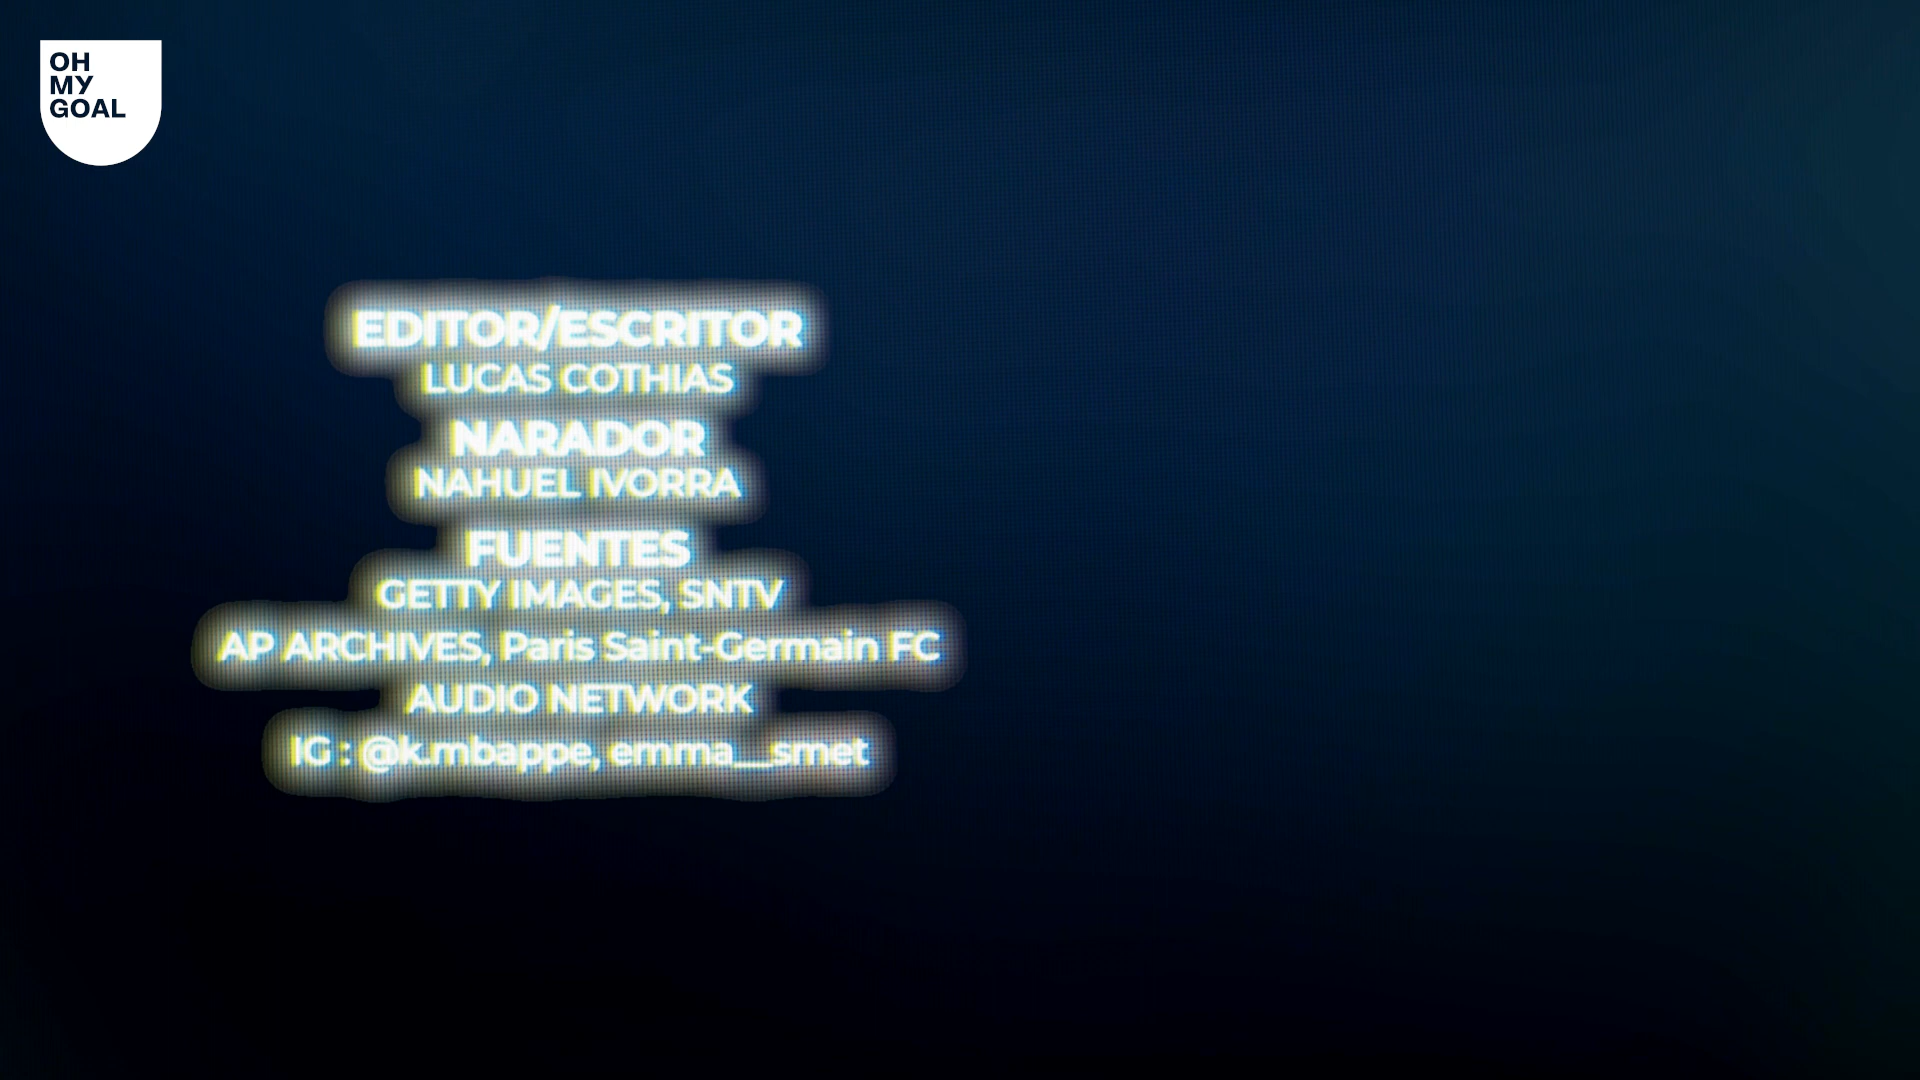 OH
MY
GOAL
EDITOR/ESCRITOR
LUCAS COTHIAS
NARADOR
NAHUEL IVORRA
FUENTES
GETTY IMAGES, SNTV
AP ARCHIVES, Paris Saint-Germain FC
AUDIO NETWORK
IG : @k.mbappe, emma__smet